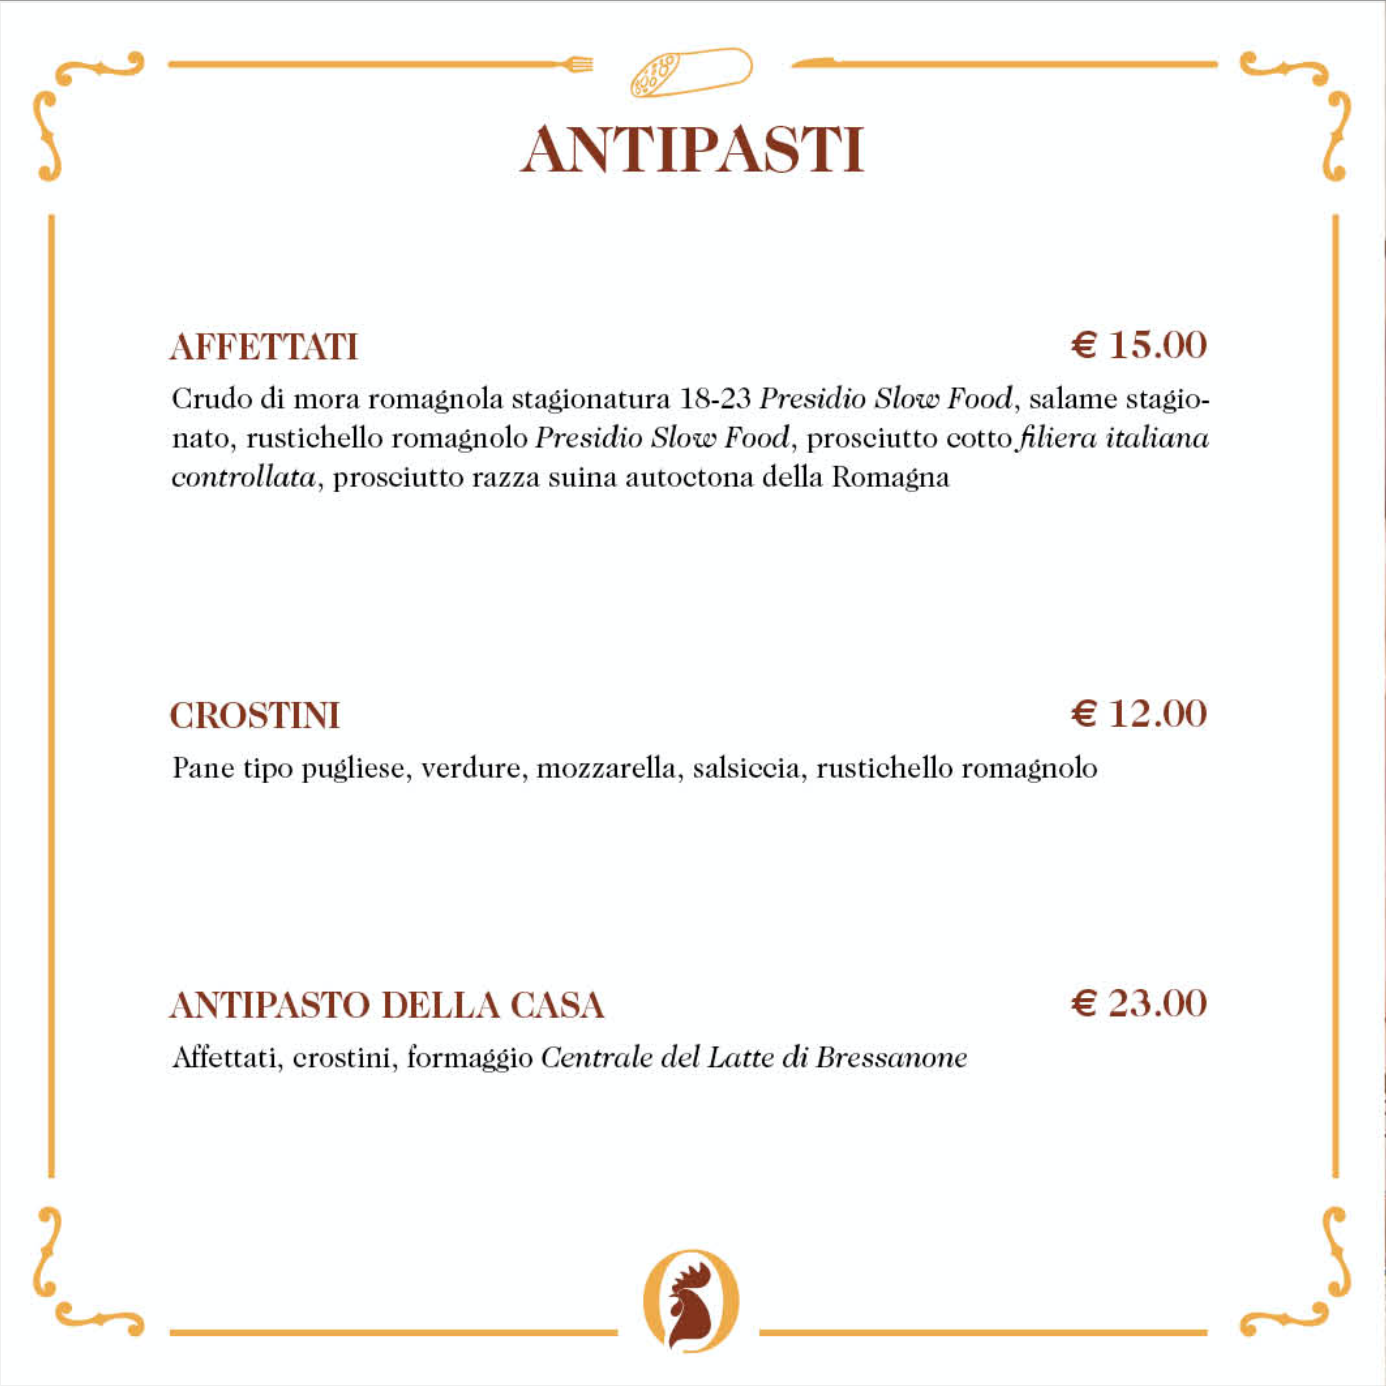 ANTIPASTI
AFFETTATI € 15.00
Crudo di mora romagnola stagionatura 18-23 Presidio Slow Food, salame stagio-
nato, rustichello romagnolo Presidio Slow Food, prosciutto cotto filiera italiana
controllata, prosciutto razza suina autoctona della Romagna
CROSTINI € 12.00
Pane tipo pugliese, verdure, mozzarella, salsiccia, rustichello romagnolo
ANTIPASTO DELLA CASA € 23.00
Affettati, crostini, formaggio Centrale del Latte di Bressanone